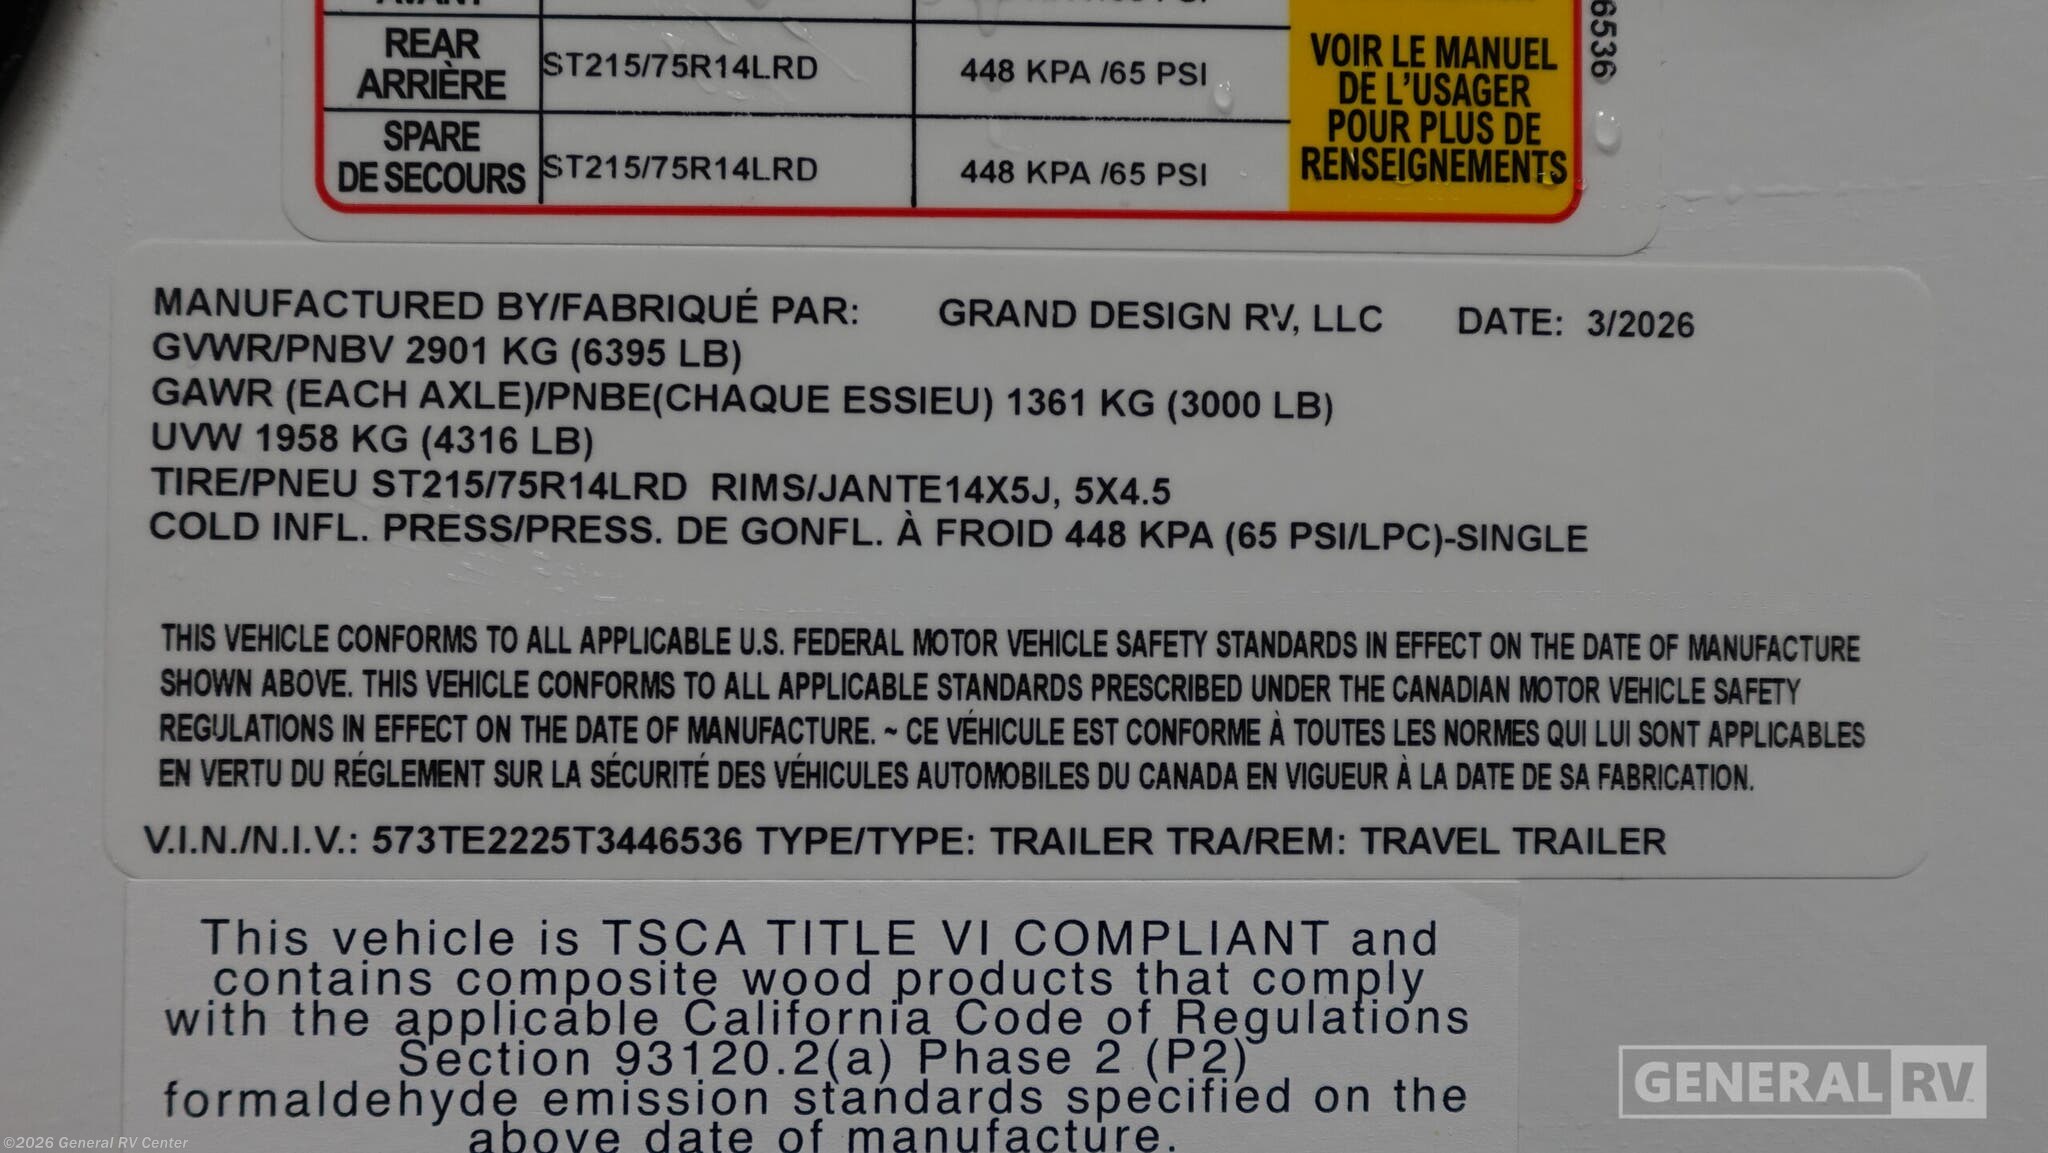 REAR
ARRIÈRE
ST215/75R14LRD
448 KPA /65 PSI
SPARE
DE SECOURS
ST215/75R14LRD
448 KPA /65 PSI
VOIR LE MANUEL
DE L'USAGER
POUR PLUS DE
RENSEIGNEMENTS
6536
MANUFACTURED BY/FABRIQUÉ PAR: GRAND DESIGN RV, LLC DATE: 3/2026
GVWR/PNBV 2901 KG (6395 LB)
GAWR (EACH AXLE)/PNBE(CHAQUE ESSIEU) 1361 KG (3000 LB)
UVW 1958 KG (4316 LB)
TIRE/PNEU ST215/75R14LRD RIMS/JANTE14X5J, 5X4.5
COLD INFL. PRESS/PRESS. DE GONFL. À FROID 448 KPA (65 PSI/LPC)-SINGLE
THIS VEHICLE CONFORMS TO ALL APPLICABLE U.S. FEDERAL MOTOR VEHICLE SAFETY STANDARDS IN EFFECT ON THE DATE OF MANUFACTURE
SHOWN ABOVE. THIS VEHICLE CONFORMS TO ALL APPLICABLE STANDARDS PRESCRIBED UNDER THE CANADIAN MOTOR VEHICLE SAFETY
REGULATIONS IN EFFECT ON THE DATE OF MANUFACTURE. ~ CE VÉHICULE EST CONFORME À TOUTES LES NORMES QUI LUI SONT APPLICABLES
EN VERTU DU RÉGLEMENT SUR LA SÉCURITÉ DES VÉHICULES AUTOMOBILES DU CANADA EN VIGUEUR À LA DATE DE SA FABRICATION.
V.I.N./N.I.V.: 573TE2225T3446536 TYPE/TYPE: TRAILER TRA/REM: TRAVEL TRAILER
This vehicle is TSCA TITLE VI COMPLIANT and
contains composite wood products that comply
with the applicable California Code of Regulations
Section 93120.2(a) Phase 2 (P2)
formaldehyde emission standards specified on the
above date of manufacture.
GENERAL RV
©2026 General RV Center